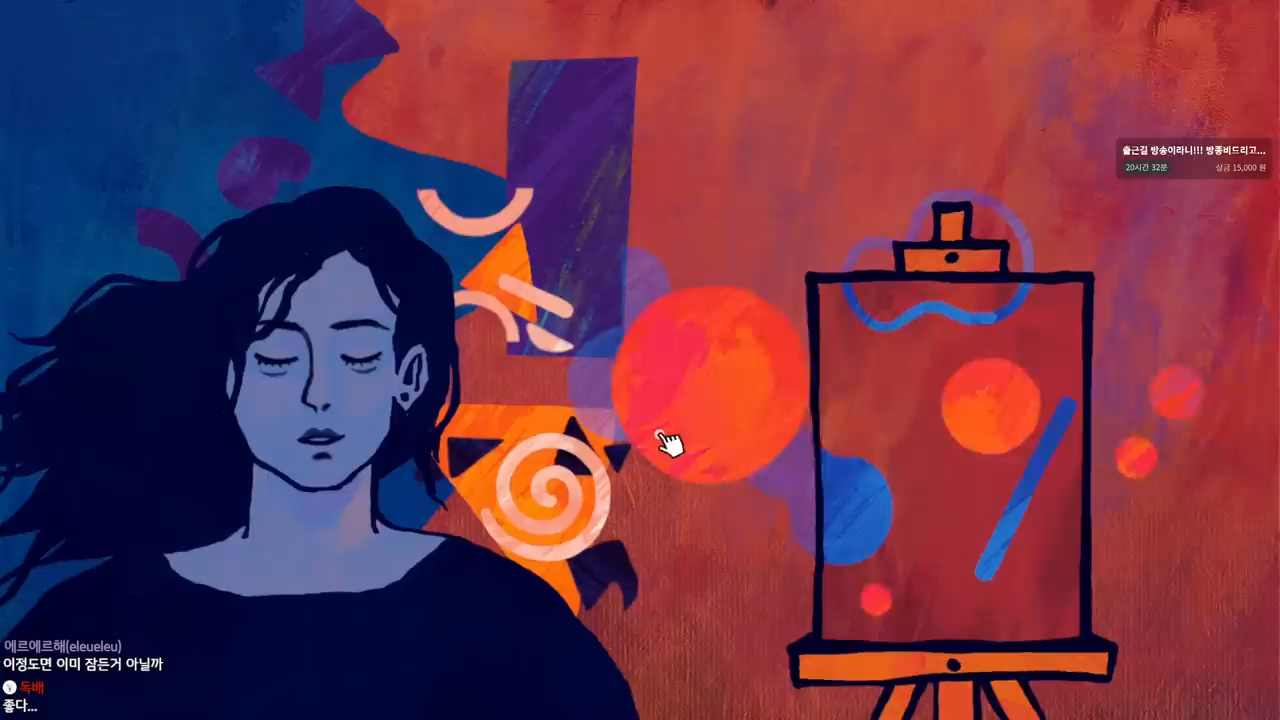 출근길 방송이라니!!! 방종비드리고...
20시간 32분
상금 15,000 원
에르에르해(eleueleu)
이정도면 이미 잠든거 아닐까
독배
좋다...